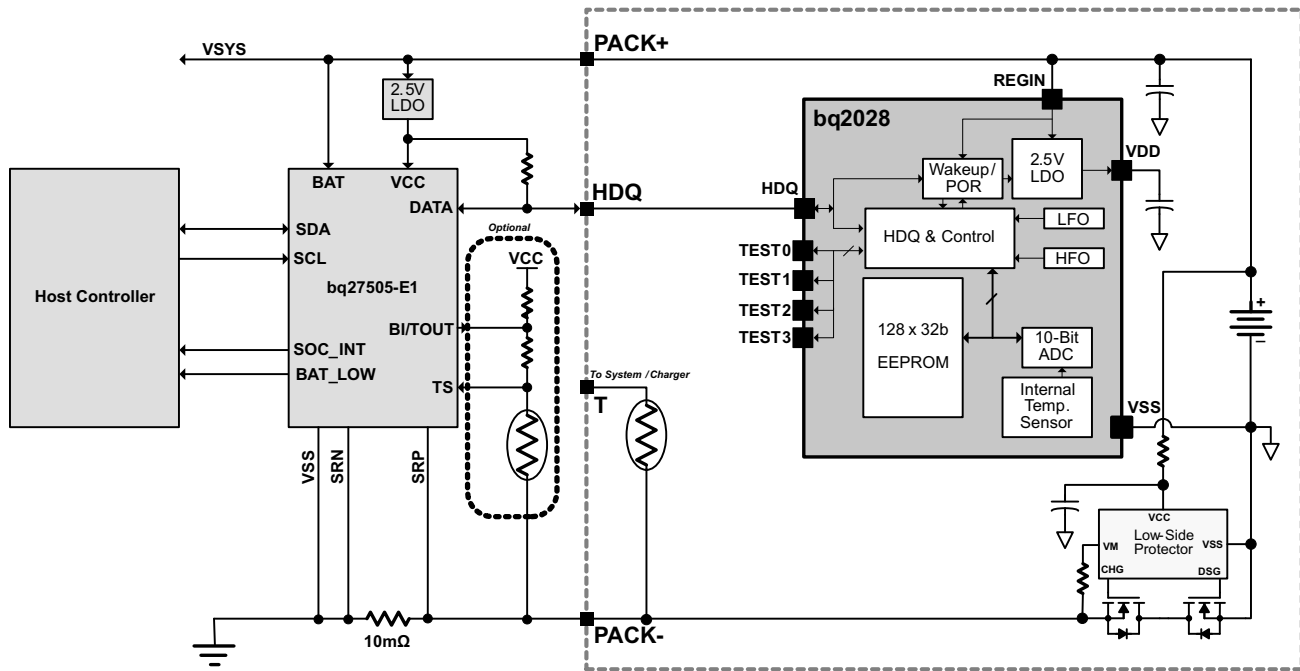 VSYS
PACK+
2.5V
LDO
REGIN
bq2028
BAT
VCC
DATA
HDQ
HDQ
Wakeup/
POR
2.5V
LDO
VDD
SDA
SCL
Optional
VCC
LFO
HDQ & Control
HFO
TEST0
TEST1
TEST2
TEST3
Host Controller
bq27505-E1
BI/TOUT
SOC_INT
BAT_LOW
TS
To System / Charger
T
128 x 32b
EEPROM
10-Bit
ADC
Internal
Temp.
Sensor
VSS
+
−
VSS
SRN
SRP
VCC
Low-Side
Protector
VM
VSS
CHG
DSG
10mΩ
PACK-